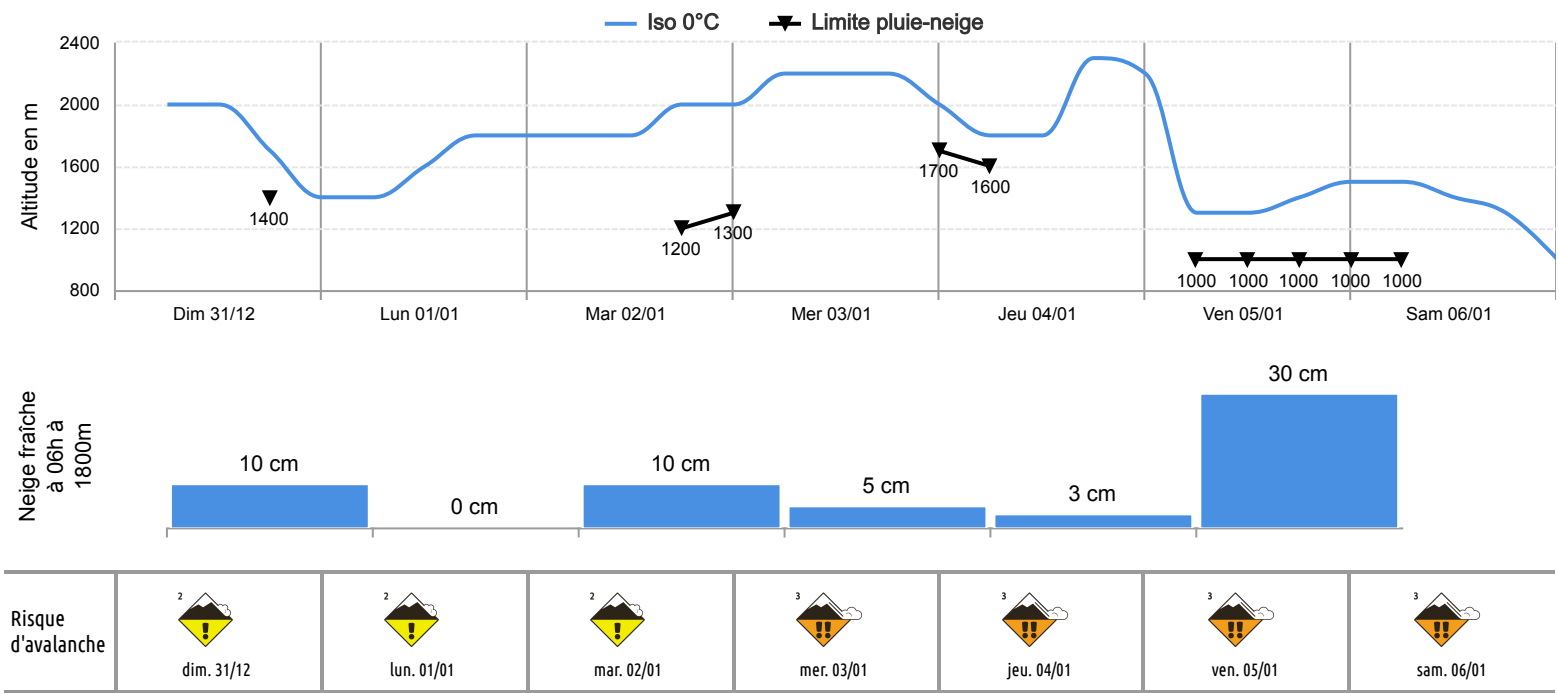 Iso 0°C Limite pluie-neige
Altitude en m
2400
2000
1600
1200
800
1400
1200
1300
1700
1600
1000 1000 1000 1000 1000
Dim 31/12 Lun 01/01 Mar 02/01 Mer 03/01 Jeu 04/01 Ven 05/01 Sam 06/01
Neige fraîche
à 06h à
1800m
10 cm 0 cm 10 cm 5 cm 3 cm 30 cm
Risque
d'avalanche
2 2 2 3 3 3 3
! ! ! !! !! !! !!
dim. 31/12 lun. 01/01 mar. 02/01 mer. 03/01 jeu. 04/01 ven. 05/01 sam. 06/01